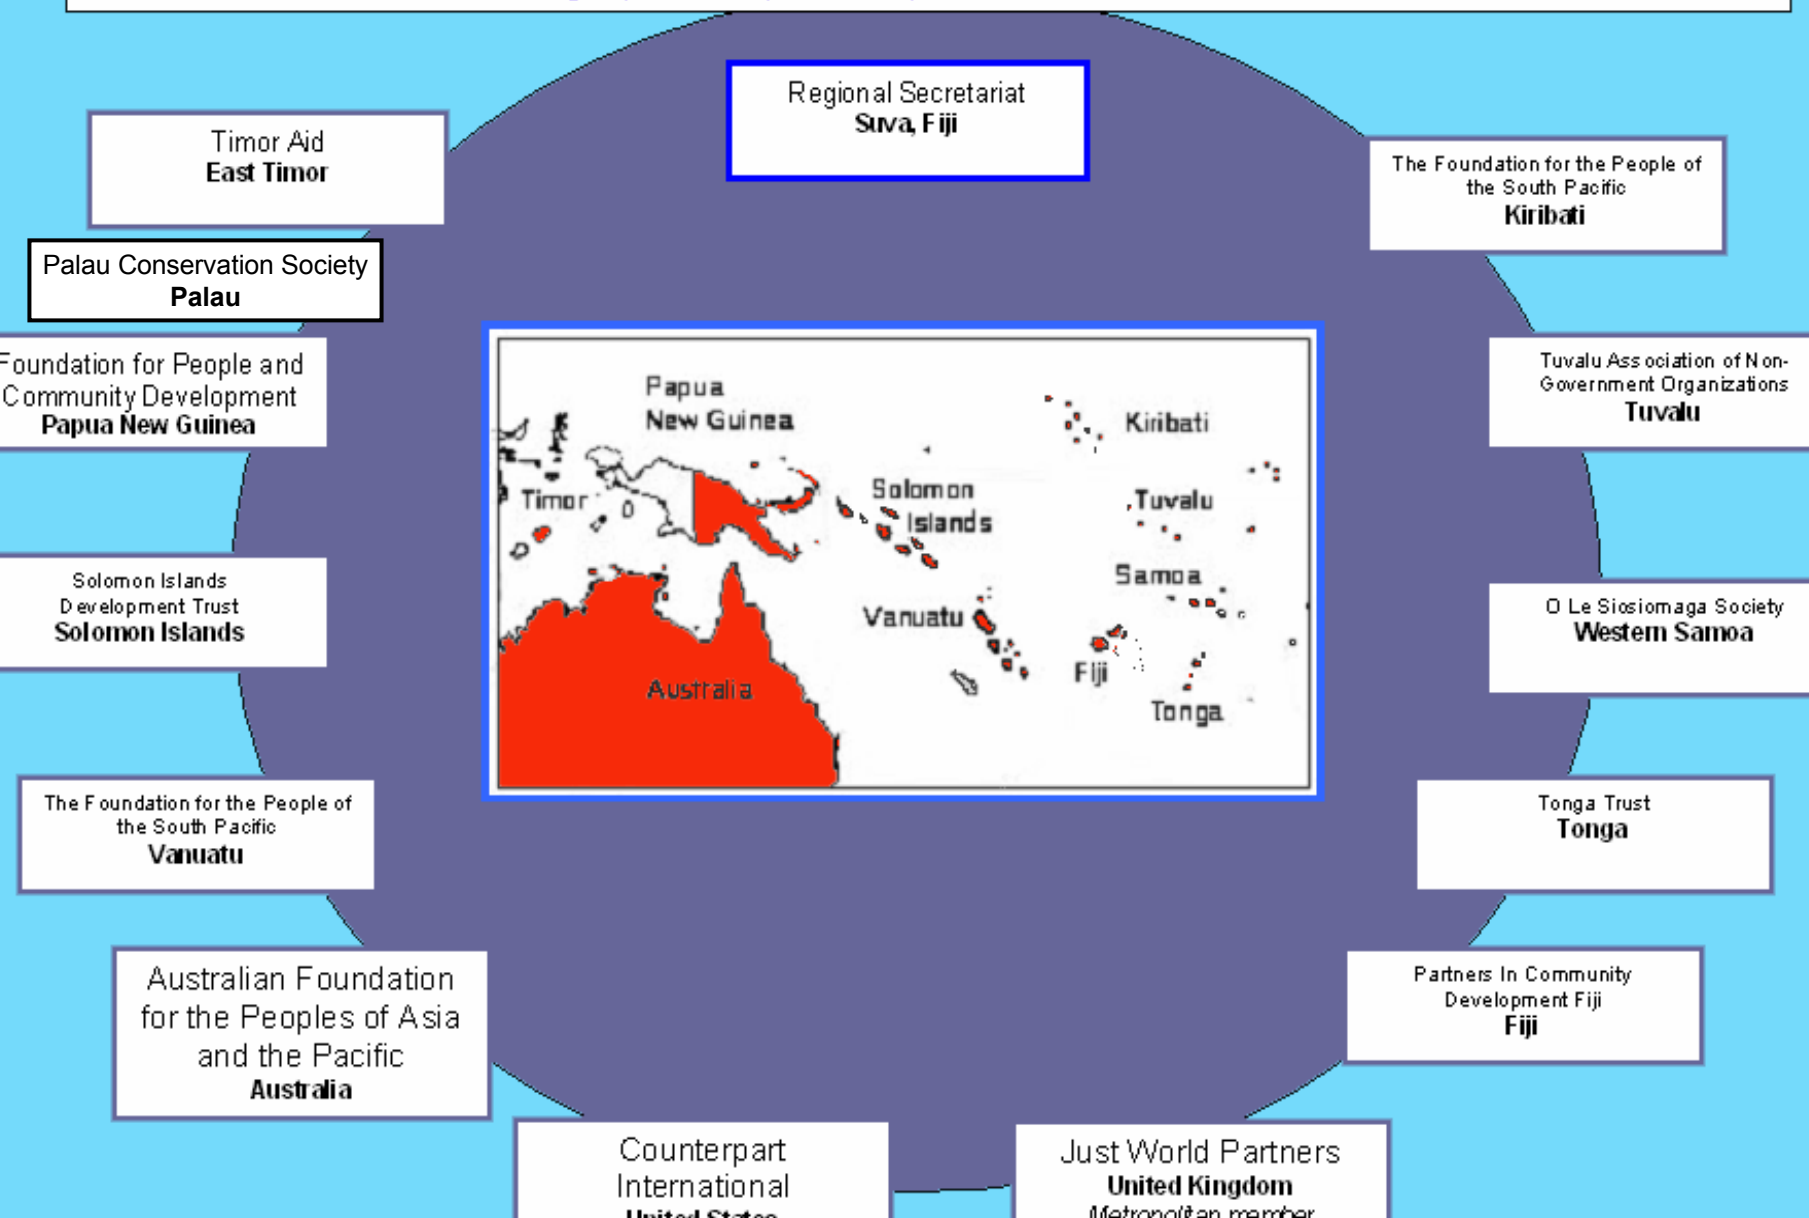 Regional Secretariat
Suva, Fiji
Timor Aid
East Timor
The Foundation for the People of
the South Pacific
Kiribati
Palau Conservation Society
Palau
Foundation for People and
Community Development
Papua New Guinea
Tuvalu Association of Non-
Government Organizations
Tuvalu
Papua
New Guinea
Kiribati
Timor
Solomon
Islands
Tuvalu
Samoa
Vanuatu
Fiji
Australia
Tonga
Solomon Islands
Development Trust
Solomon Islands
O Le Siosiomaga Society
Western Samoa
The Foundation for the People of
the South Pacific
Vanuatu
Tonga Trust
Tonga
Australian Foundation
for the Peoples of Asia
and the Pacific
Australia
Partners In Community
Development Fiji
Fiji
Counterpart
International
United States
Just World Partners
United Kingdom
Metropolitan member